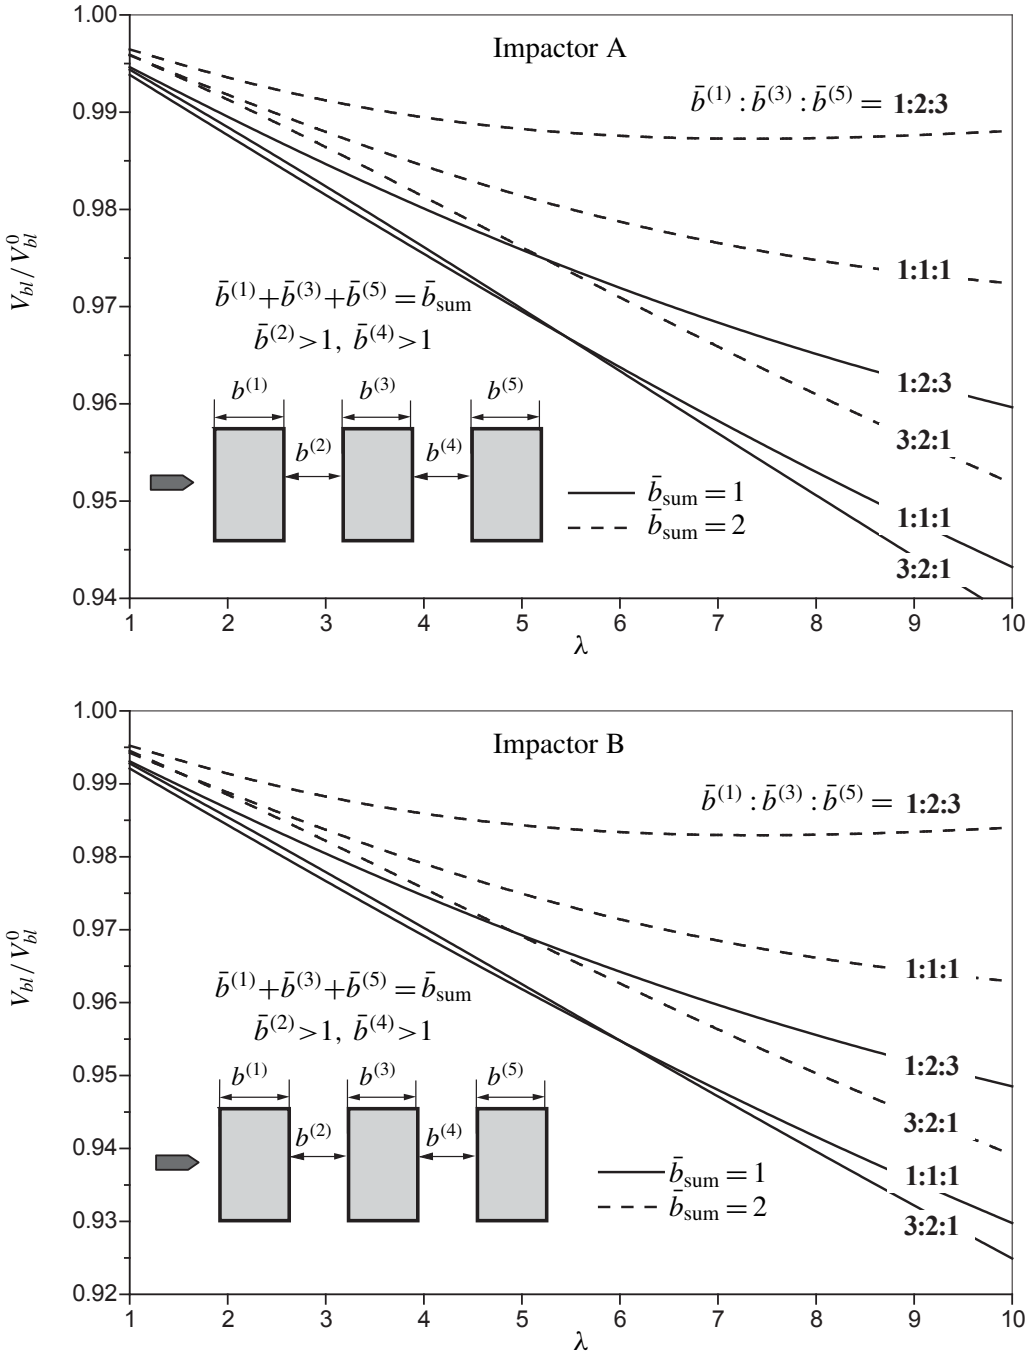 Impactor A
b̄⁽¹⁾ : b̄⁽³⁾ : b̄⁽⁵⁾ = 1:2:3
1:1:1
1:2:3
3:2:1
1:1:1
3:2:1
b̄⁽¹⁾+b̄⁽³⁾+b̄⁽⁵⁾ = b̄sum
b̄⁽²⁾>1, b̄⁽⁴⁾>1
b⁽¹⁾ b⁽³⁾ b⁽⁵⁾
b⁽²⁾ b⁽⁴⁾
b̄sum = 1
b̄sum = 2
V_bl / V_bl^0
1.00
0.99
0.98
0.97
0.96
0.95
0.94
1 2 3 4 5 6 7 8 9 10
λ
Impactor B
b̄⁽¹⁾ : b̄⁽³⁾ : b̄⁽⁵⁾ = 1:2:3
1:1:1
1:2:3
3:2:1
1:1:1
3:2:1
b̄⁽¹⁾+b̄⁽³⁾+b̄⁽⁵⁾ = b̄sum
b̄⁽²⁾>1, b̄⁽⁴⁾>1
b⁽¹⁾ b⁽³⁾ b⁽⁵⁾
b⁽²⁾ b⁽⁴⁾
b̄sum = 1
b̄sum = 2
V_bl / V_bl^0
1.00
0.99
0.98
0.97
0.96
0.95
0.94
0.93
0.92
1 2 3 4 5 6 7 8 9 10
λ